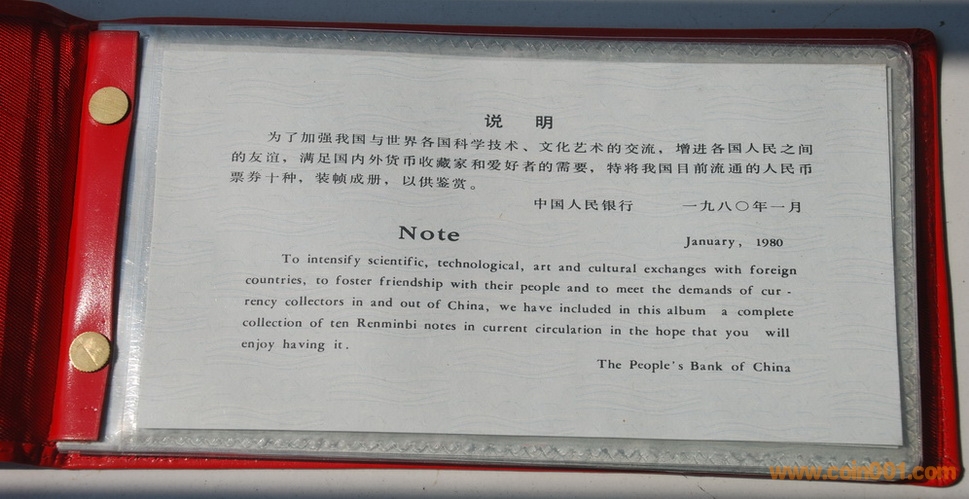 说 明
为了加强我国与世界各国科学技术、文化艺术的交流，增进各国人民之间
的友谊，满足国内外货币收藏家和爱好者的需要，特将我国目前流通的人民币
票券十种，装帧成册，以供鉴赏。
中国人民银行 一九八〇年一月
Note
January, 1980
To intensify scientific, technological, art and cultural exchanges with foreign
countries, to foster friendship with their people and to meet the demands of cur -
rency collectors in and out of China, we have included in this album a complete
collection of ten Renminbi notes in current circulation in the hope that you will
enjoy having it.
The People's Bank of China
www.coin001.com